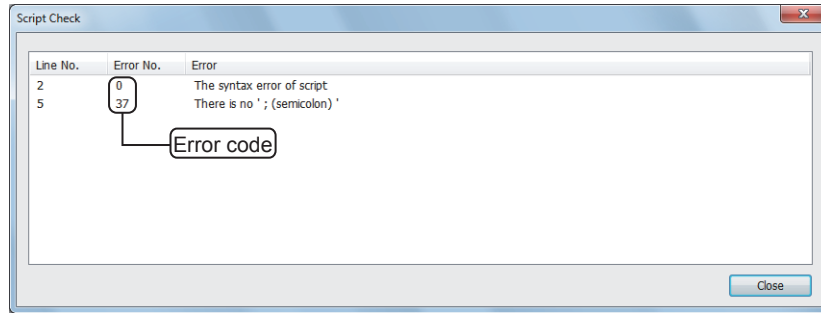 Script Check
Line No. Error No. Error
2 0 The syntax error of script
5 37 There is no ' ; (semicolon) '
Error code
Close